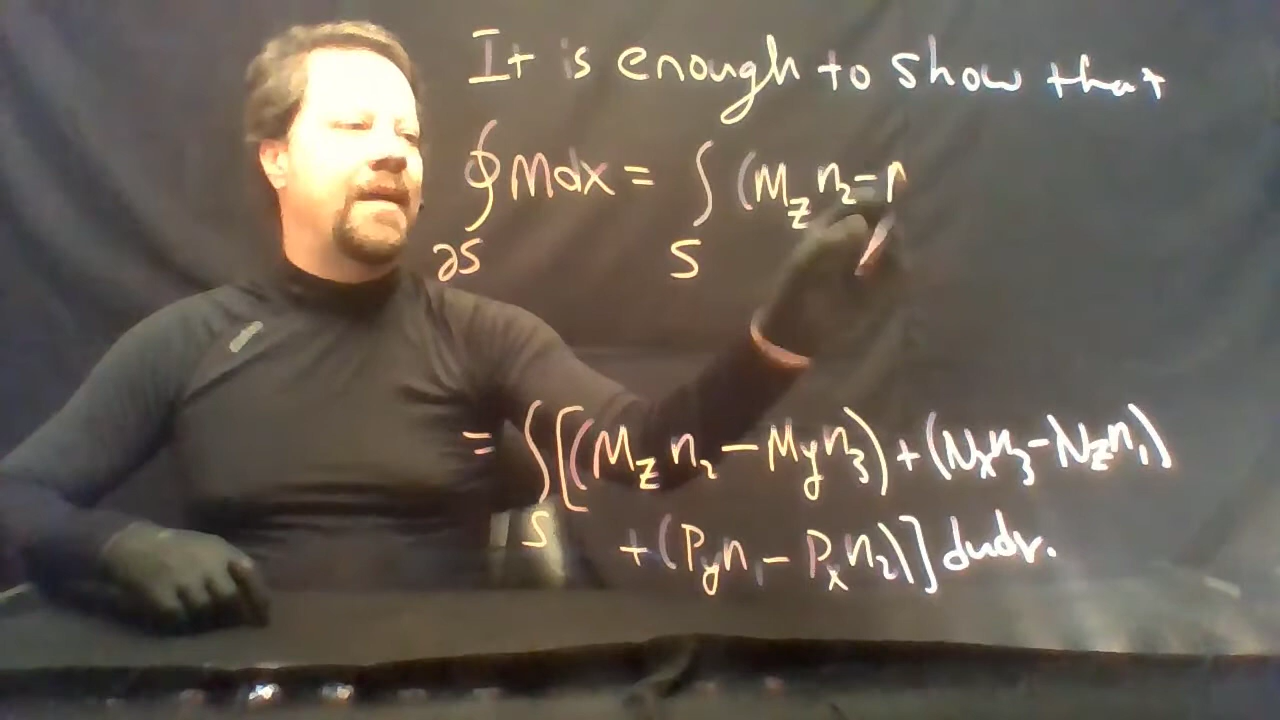 It is enough to show that
∮ Mdx = ∫ (M_z n_2 -
∂S S
= ∫ [(M_z n_2 - M_y n_3) + (N_x n_3 - N_z n_1)
S + (P_y n_1 - P_x n_2)] dudv.